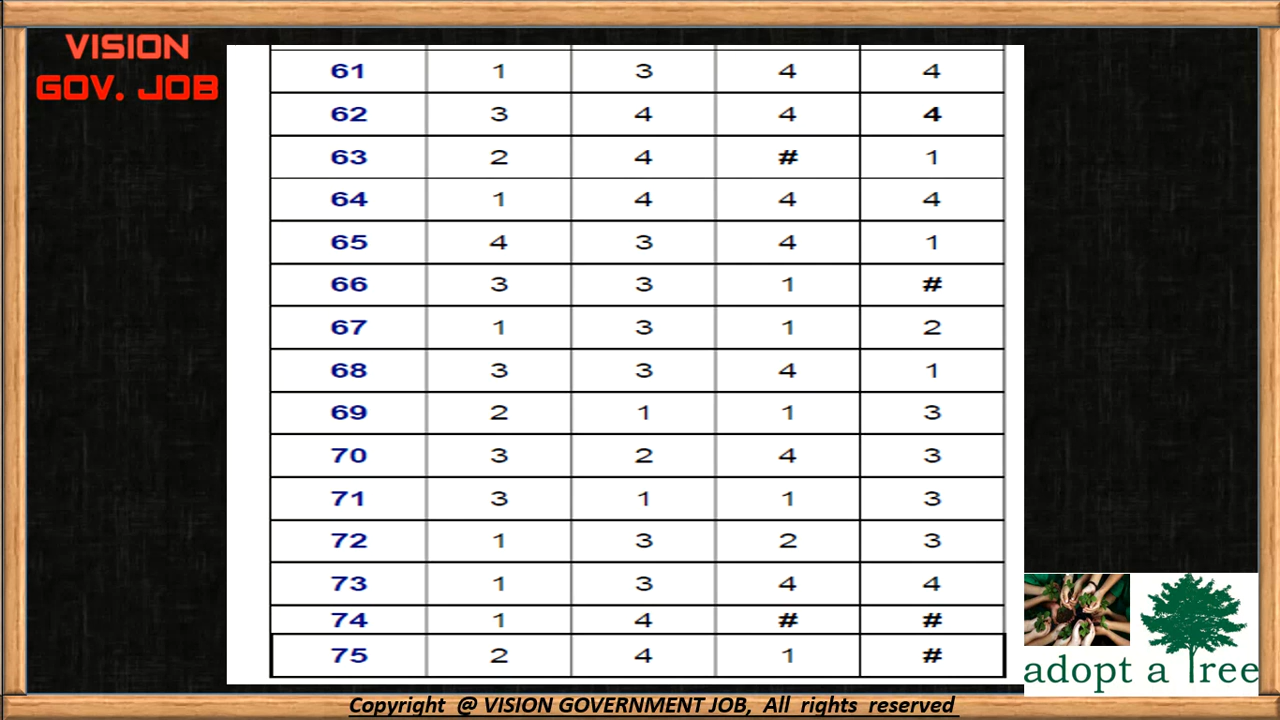 VISION
GOV. JOB
61 1 3 4 4
62 3 4 4 4
63 2 4 # 1
64 1 4 4 4
65 4 3 4 1
66 3 3 1 #
67 1 3 1 2
68 3 3 4 1
69 2 1 1 3
70 3 2 4 3
71 3 1 1 3
72 1 3 2 3
73 1 3 4 4
74 1 4 # #
75 2 4 1 #
adopt a Tree
Copyright @ VISION GOVERNMENT JOB, All rights reserved